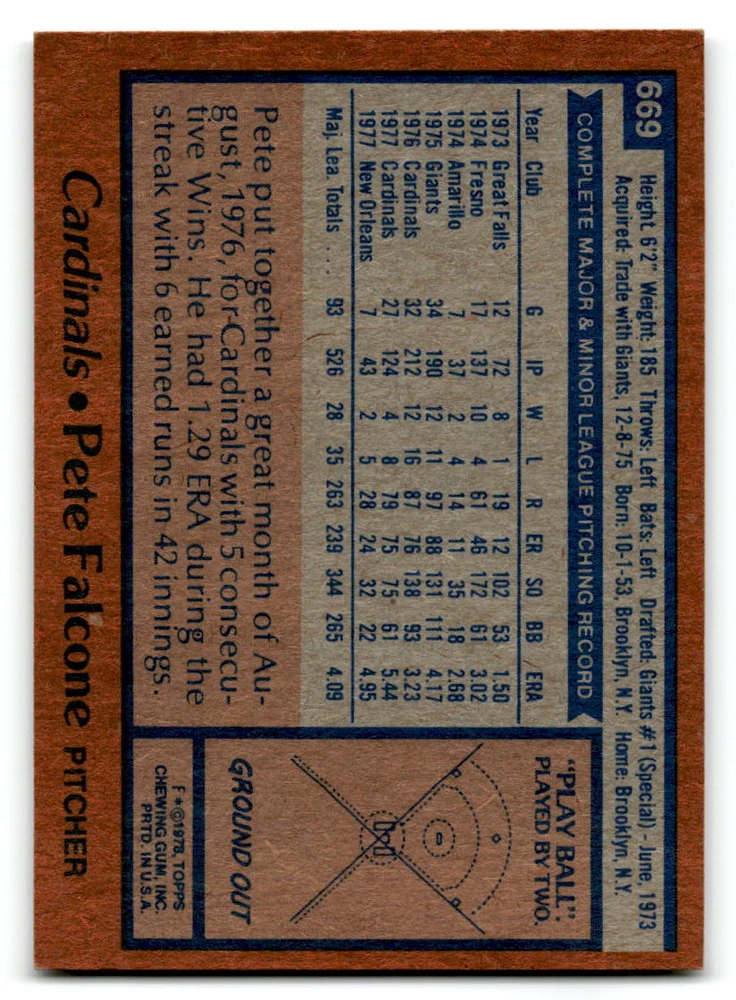 669
Height: 6'2" Weight: 185 Throws: Left Bats: Left Drafted: Giants #1 (Special) - June, 1973
Acquired: Trade with Giants, 12-8-75 Born: 10-1-53, Brooklyn, N.Y. Home: Brooklyn, N.Y.
COMPLETE MAJOR & MINOR LEAGUE PITCHING RECORD
Year Club G IP W L R ER SO BB ERA
1973 Great Falls 12 72 8 1 19 12 102 53 1.50
1974 Fresno 17 137 10 4 61 46 172 61 3.02
1974 Amarillo 7 37 2 4 14 11 35 18 2.68
1975 Giants 34 190 12 11 97 88 131 111 4.17
1976 Cardinals 32 212 12 16 87 76 138 93 3.23
1977 Cardinals 27 124 4 8 79 75 75 61 5.44
1977 New Orleans 7 43 2 5 28 24 32 22 4.95
Maj. Lea. Totals .... 93 526 28 35 263 239 344 265 4.09
Pete put together a great month of Au-
gust, 1976, for Cardinals with 5 consecu-
tive Wins. He had 1.29 ERA during the
streak with 6 earned runs in 42 innings.
"PLAY BALL":
PLAYED BY TWO.
GROUND OUT
F*©1978, TOPPS
CHEWING GUM, INC.
PRTD. IN U.S.A.
Cardinals • Pete Falcone PITCHER